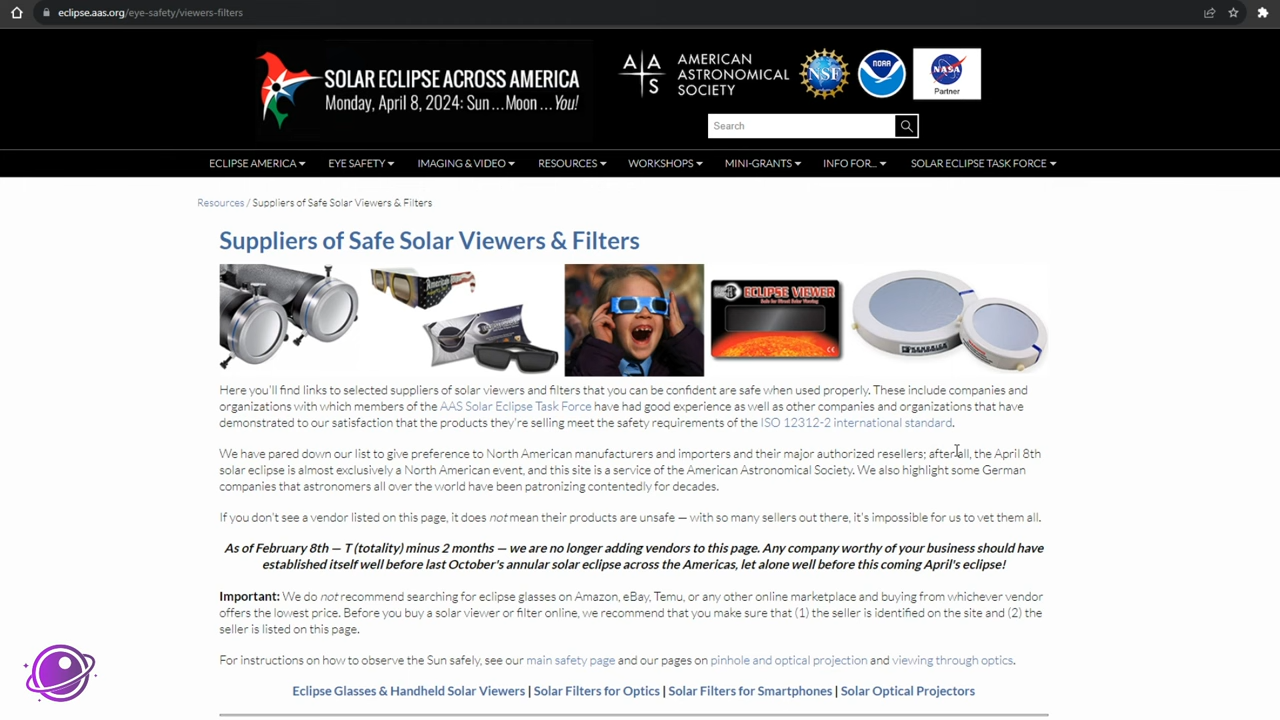 eclipse.aas.org/eye-safety/viewers-filters
SOLAR ECLIPSE ACROSS AMERICA
Monday, April 8, 2024: Sun...Moon...You!
AAS
AMERICAN
ASTRONOMICAL
SOCIETY
NSF
NOAA
NASA
Partner
Search
ECLIPSE AMERICA EYE SAFETY IMAGING & VIDEO RESOURCES WORKSHOPS MINI-GRANTS INFO FOR... SOLAR ECLIPSE TASK FORCE
Resources / Suppliers of Safe Solar Viewers & Filters
Suppliers of Safe Solar Viewers & Filters
ECLIPSE VIEWER
Here you'll find links to selected suppliers of solar viewers and filters that you can be confident are safe when used properly. These include companies and
organizations with which members of the AAS Solar Eclipse Task Force have had good experience as well as other companies and organizations that have
demonstrated to our satisfaction that the products they're selling meet the safety requirements of the ISO 12312-2 international standard.
We have pared down our list to give preference to North American manufacturers and importers and their major authorized resellers; after all, the April 8th
solar eclipse is almost exclusively a North American event, and this site is a service of the American Astronomical Society. We also highlight some German
companies that astronomers all over the world have been patronizing contentedly for decades.
If you don't see a vendor listed on this page, it does not mean their products are unsafe — with so many sellers out there, it's impossible for us to vet them all.
As of February 8th — T (totality) minus 2 months — we are no longer adding vendors to this page. Any company worthy of your business should have
established itself well before last October's annular solar eclipse across the Americas, let alone well before this coming April's eclipse!
Important: We do not recommend searching for eclipse glasses on Amazon, eBay, Temu, or any other online marketplace and buying from whichever vendor
offers the lowest price. Before you buy a solar viewer or filter online, we recommend that you make sure that (1) the seller is identified on the site and (2) the
seller is listed on this page.
For instructions on how to observe the Sun safely, see our main safety page and our pages on pinhole and optical projection and viewing through optics.
Eclipse Glasses & Handheld Solar Viewers | Solar Filters for Optics | Solar Filters for Smartphones | Solar Optical Projectors